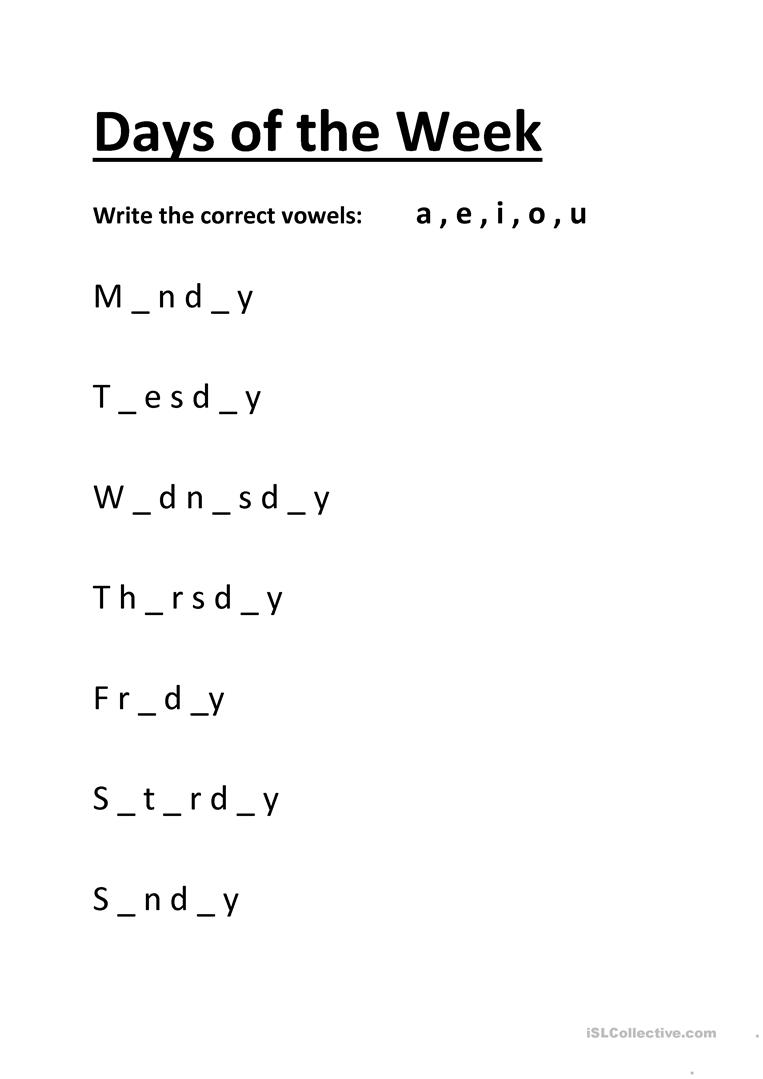 Days of the Week
Write the correct vowels: a , e , i , o , u
M _ n d _ y
T _ e s d _ y
W _ d n _ s d _ y
T h _ r s d _ y
F r _ d _y
S _ t _ r d _ y
S _ n d _ y
iSLCollective.com